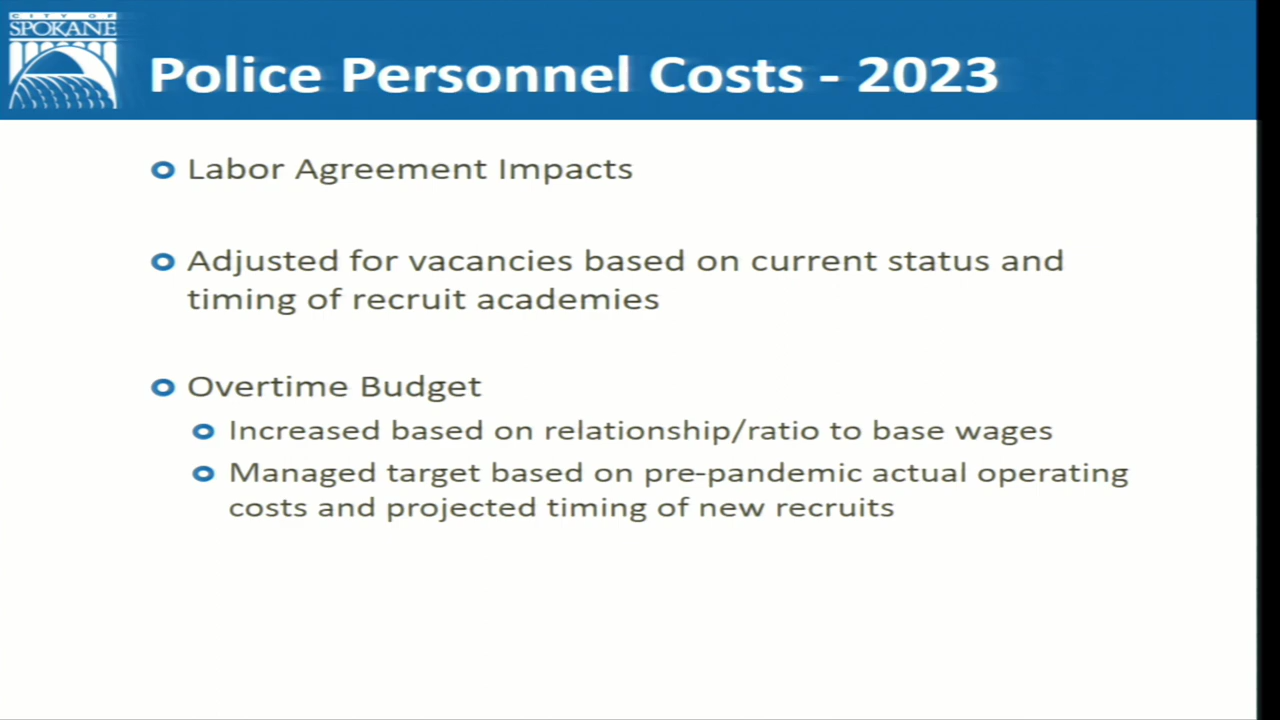 CITY OF
SPOKANE
Police Personnel Costs - 2023
Labor Agreement Impacts
Adjusted for vacancies based on current status and
timing of recruit academies
Overtime Budget
Increased based on relationship/ratio to base wages
Managed target based on pre-pandemic actual operating
costs and projected timing of new recruits